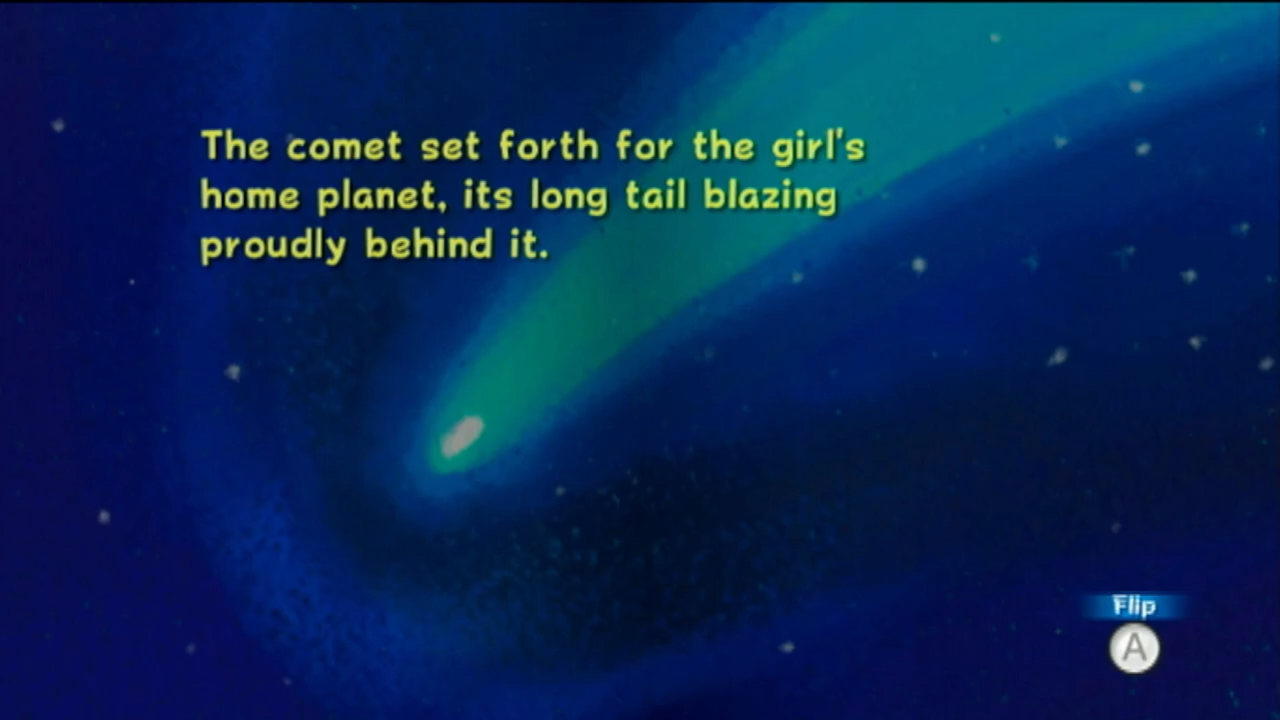 The comet set forth for the girl's
home planet, its long tail blazing
proudly behind it.
Flip
A